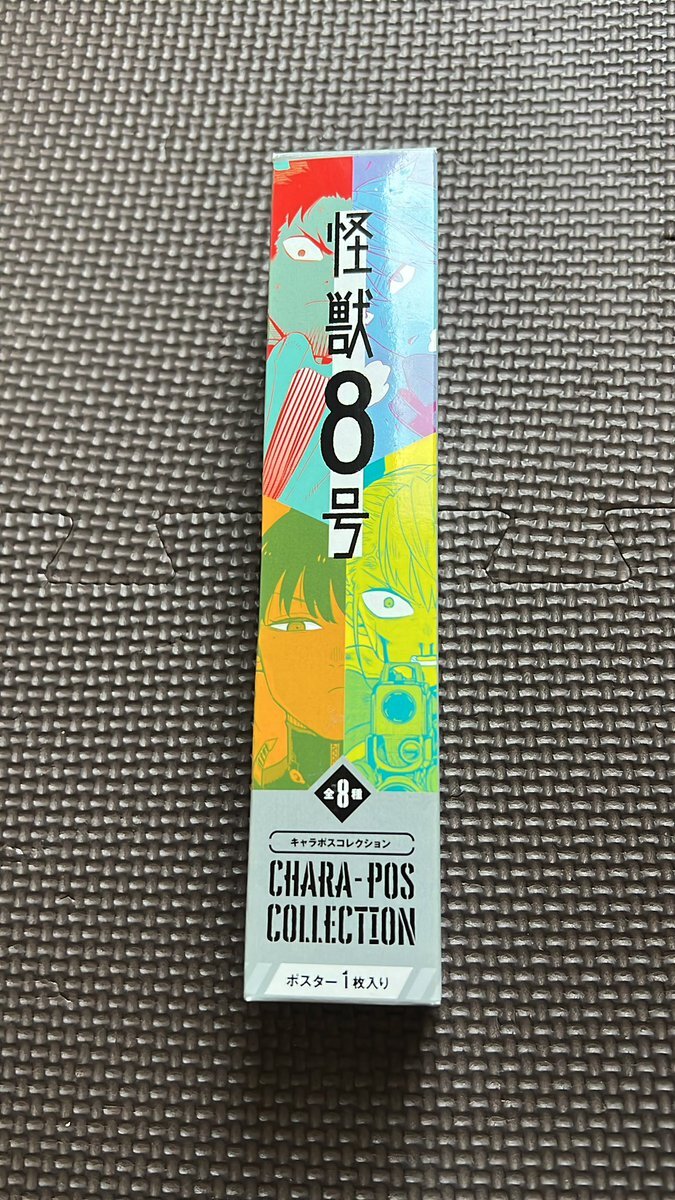 怪獣8号
全8種
キャラポスコレクション
CHARA-POS
COLLECTION
ポスター1枚入り